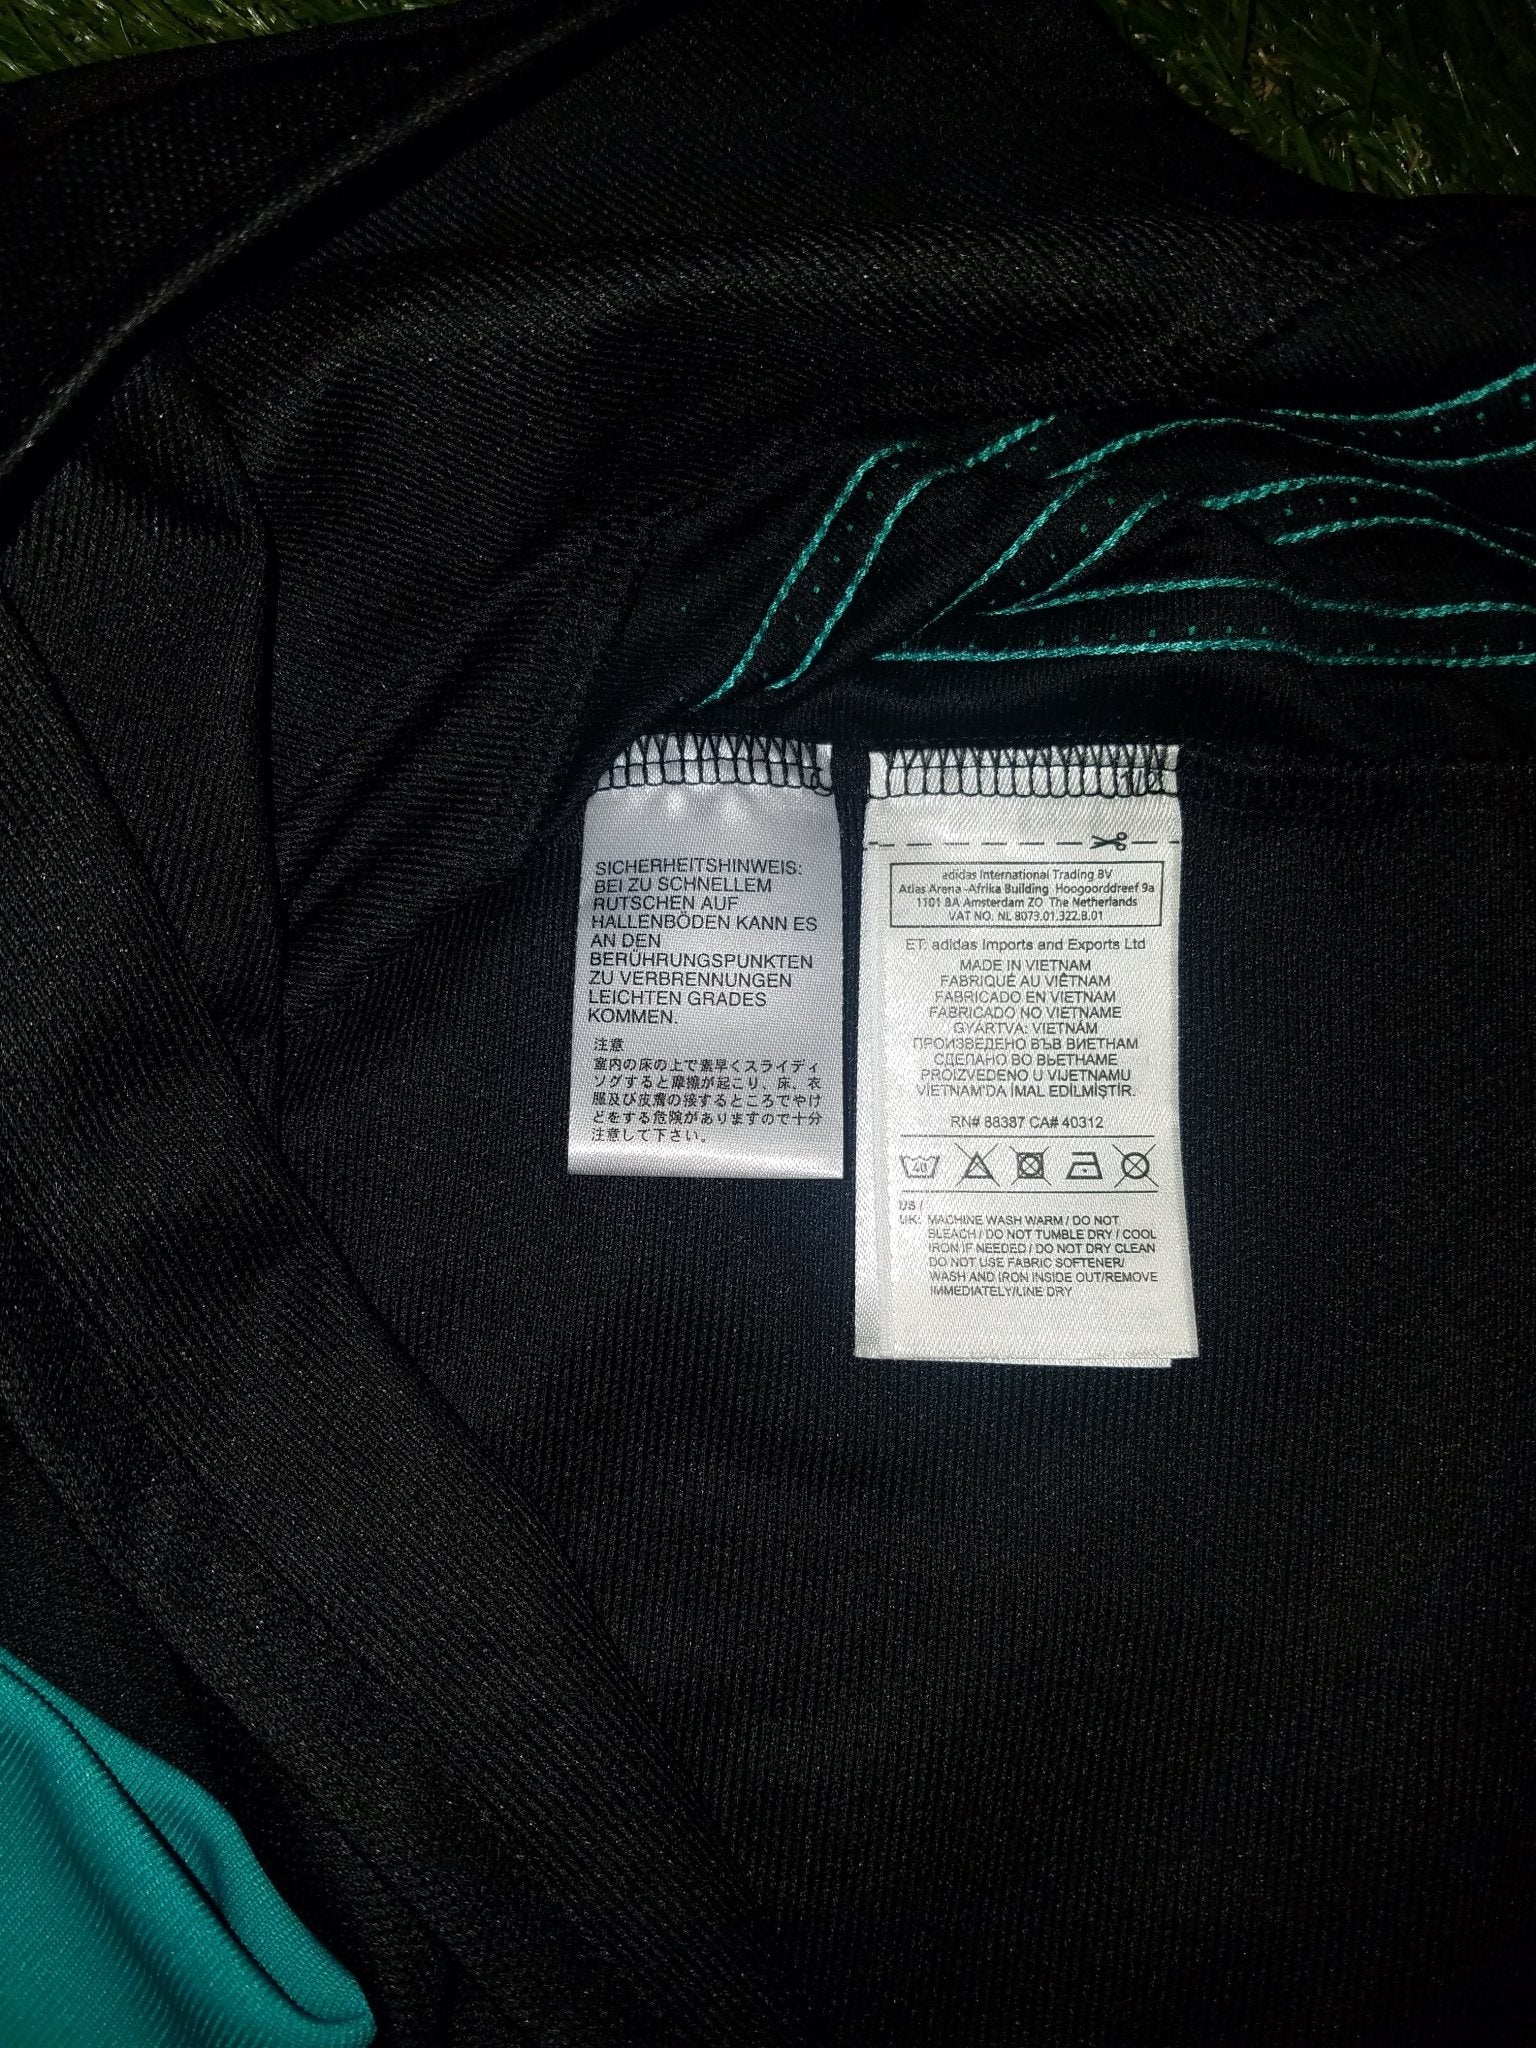 SICHERHEITSHINWEIS:
BEI ZU SCHNELLEM
RUTSCHEN AUF
HALLENBÖDEN KANN ES
AN DEN
BERÜHRUNGSPUNKTEN
ZU VERBRENNUNGEN
LEICHTEN GRADES
KOMMEN.
注意
室内の床の上で素早くスライディ
ングすると摩擦が起こり、床、衣
服及び皮膚の接するところでやけ
どをする危険がありますので十分
注意して下さい。
adidas International Trading BV
Atlas Arena -Afrika Building Hoogoorddreef 9a
1101 BA Amsterdam ZO The Netherlands
VAT NO. NL 8073.01.322.B.01
ET: adidas Imports and Exports Ltd
MADE IN VIETNAM
FABRIQUÉ AU VIÊTNAM
FABRICADO EN VIETNAM
FABRICADO NO VIETNAME
GYÁRTVA: VIETNÁM
ПРОИЗВЕДЕНО ВЪВ ВИЕТНАМ
СДЕЛАНО ВО ВЬЕТНАМЕ
PROIZVEDENO U VIJETNAMU
VIETNAM'DA İMAL EDİLMİŞTİR.
RN# 88387 CA# 40312
40
US /
UK: MACHINE WASH WARM / DO NOT
BLEACH / DO NOT TUMBLE DRY / COOL
IRON IF NEEDED / DO NOT DRY CLEAN
DO NOT USE FABRIC SOFTENER/
WASH AND IRON INSIDE OUT/REMOVE
IMMEDIATELY/LINE DRY